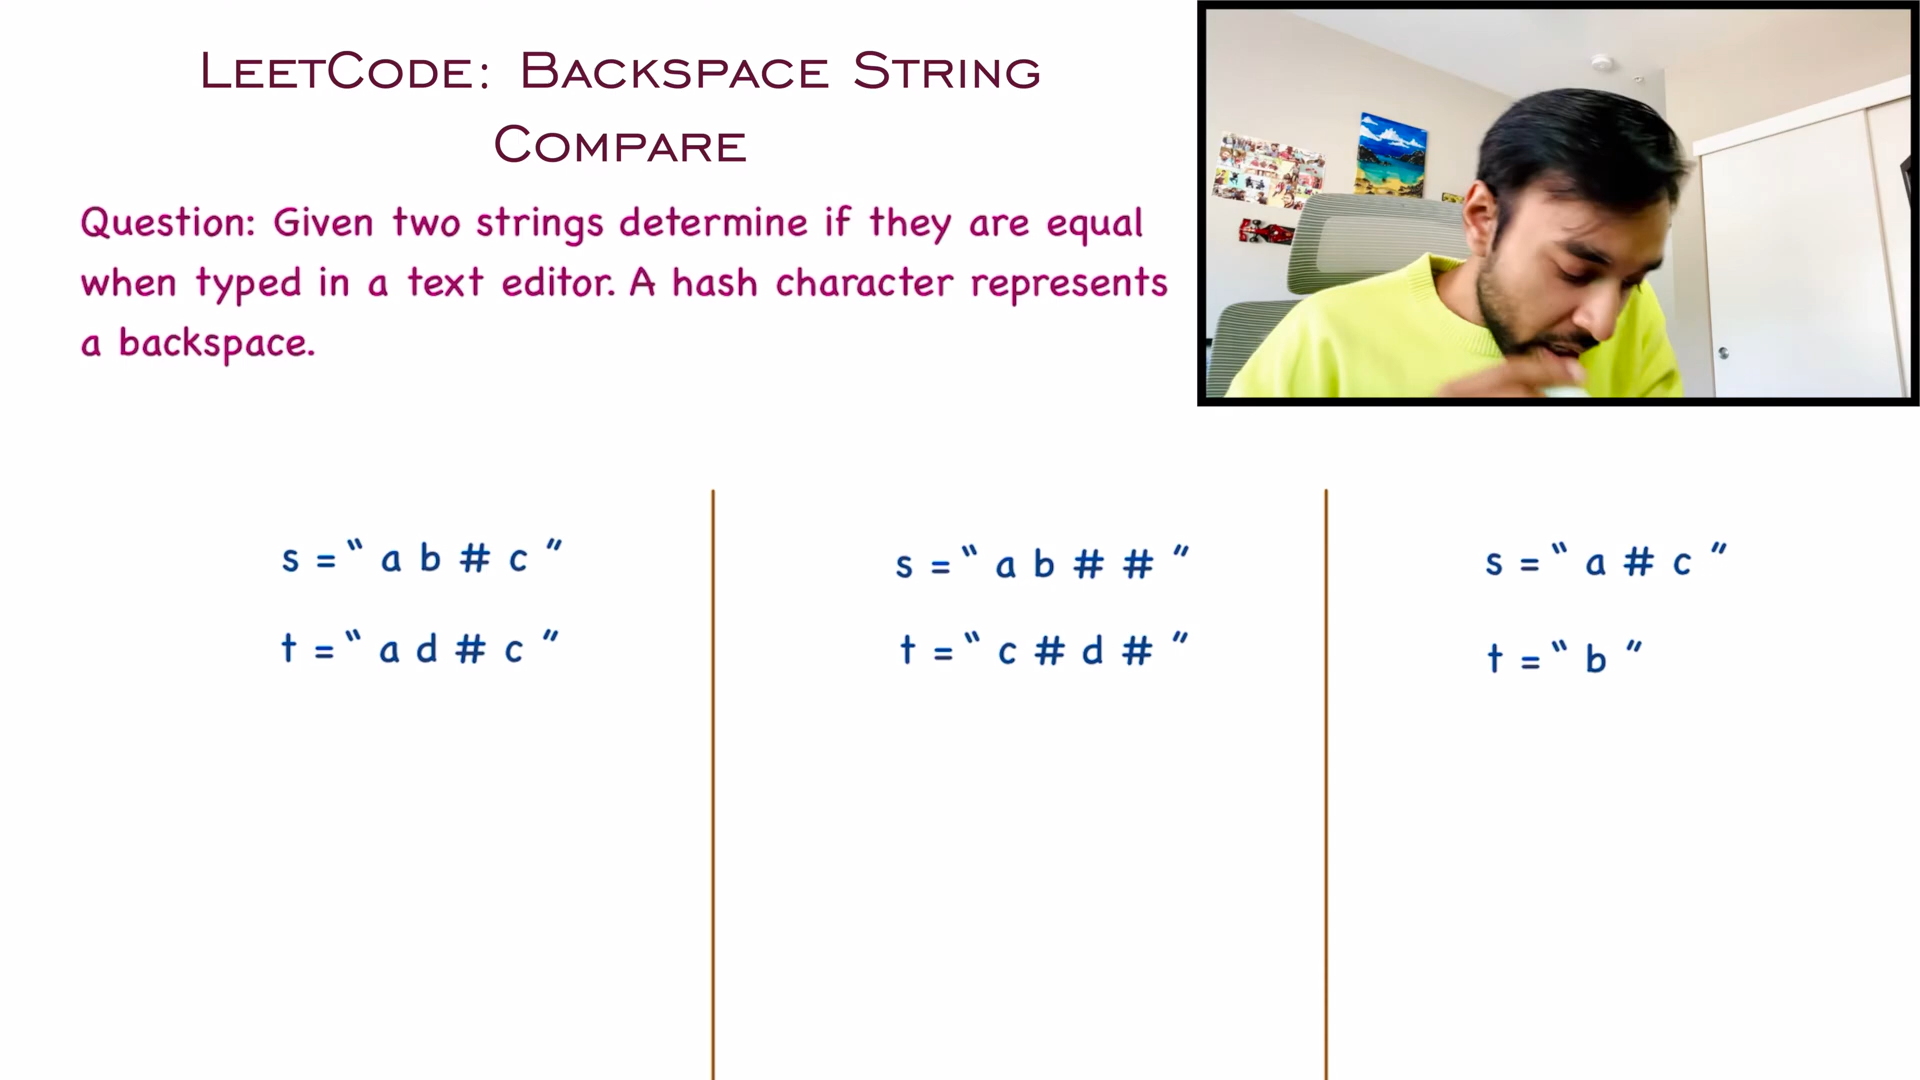 LEETCODE: BACKSPACE STRING
COMPARE
Question: Given two strings determine if they are equal
when typed in a text editor. A hash character represents
a backspace.
s = " a b # c "
t = " a d # c "
s = " a b # # "
t = " c # d # "
s = " a # c "
t = " b "